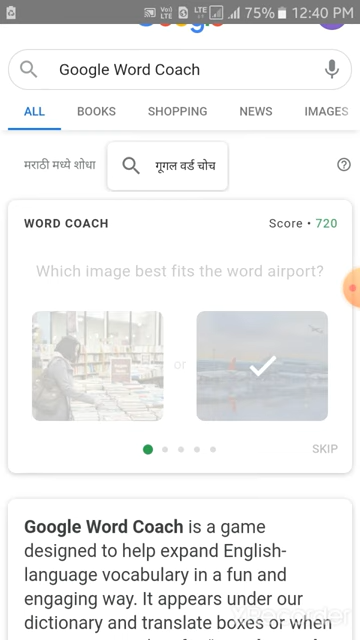 75% 12:40 PM
Google Word Coach
ALL BOOKS SHOPPING NEWS IMAGES
मराठी मध्ये शोधा गूगल वर्ड चोच
WORD COACH Score • 720
Which image best fits the word airport?
or
SKIP
Google Word Coach is a game
designed to help expand English-
language vocabulary in a fun and
engaging way. It appears under our
dictionary and translate boxes or when